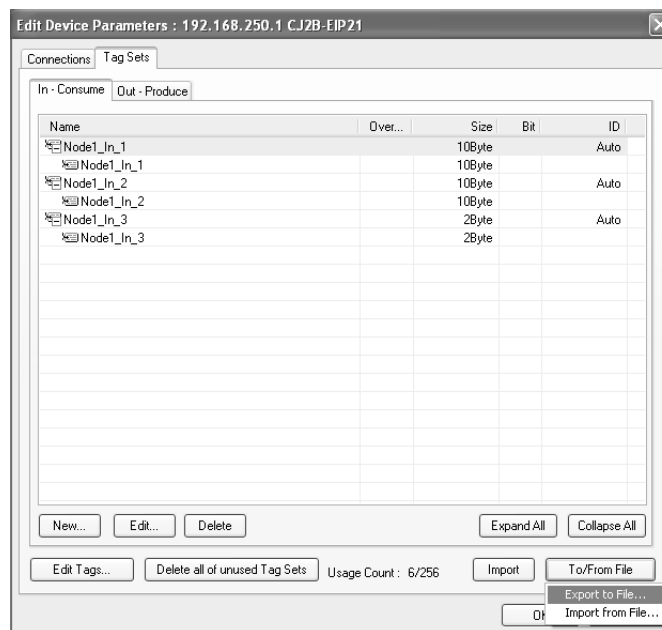 Edit Device Parameters : 192.168.250.1 CJ2B-EIP21
Connections Tag Sets
In - Consume Out - Produce
Name Over... Size Bit ID
Node1_In_1 10Byte Auto
Node1_In_1 10Byte
Node1_In_2 10Byte Auto
Node1_In_2 10Byte
Node1_In_3 2Byte Auto
Node1_In_3 2Byte
New... Edit... Delete Expand All Collapse All
Edit Tags... Delete all of unused Tag Sets Usage Count : 6/256 Import To/From File
Export to File...
Import from File...